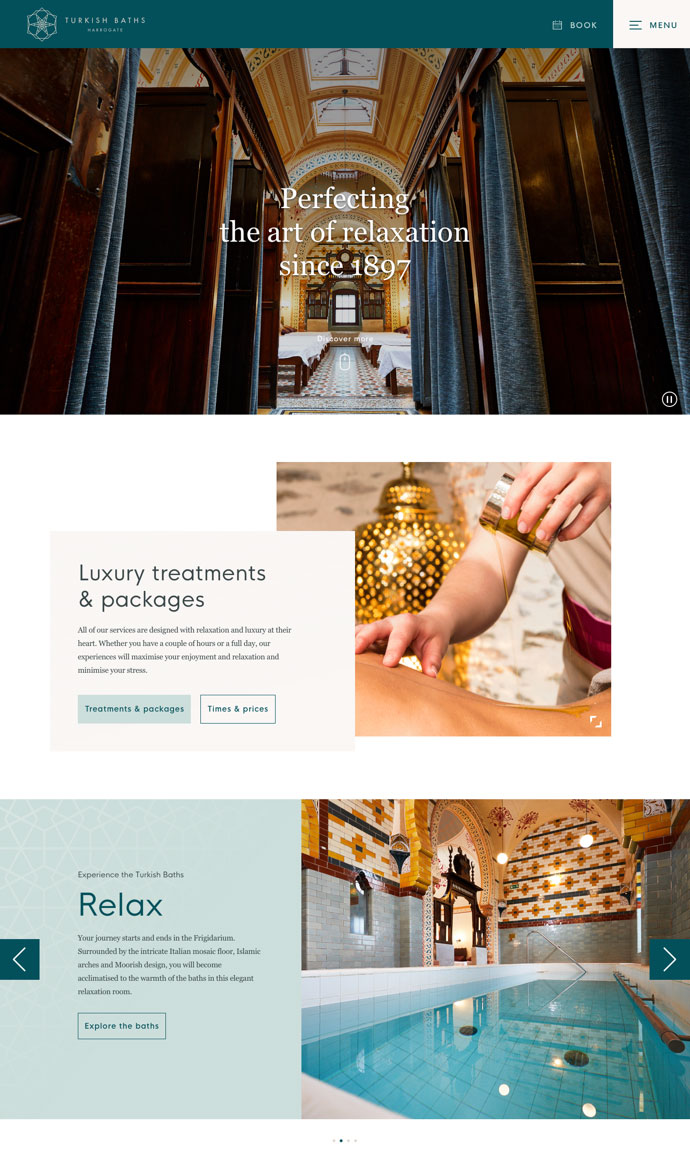 TURKISH BATHS
HARROGATE
BOOK
MENU
Perfecting
the art of relaxation
since 1897
Discover more
Luxury treatments
& packages
All of our services are designed with relaxation and luxury at their
heart. Whether you have a couple of hours or a full day, our
experiences will maximise your enjoyment and relaxation and
minimise your stress.
Treatments & packages
Times & prices
Experience the Turkish Baths
Relax
Your journey starts and ends in the Frigidarium.
Surrounded by the intricate Italian mosaic floor, Islamic
arches and Moorish design, you will become
acclimatised to the warmth of the baths in this elegant
relaxation room.
Explore the baths